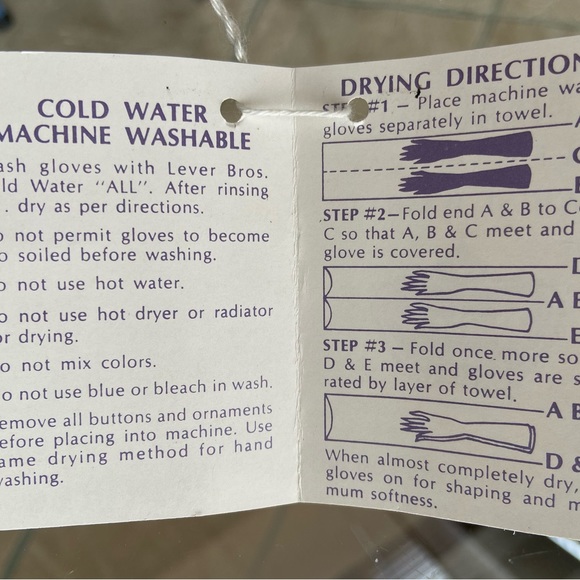 COLD WATER
MACHINE WASHABLE
ash gloves with Lever Bros.
ld Water "ALL". After rinsing
. . dry as per directions.
o not permit gloves to become
o soiled before washing.
o not use hot water.
o not use hot dryer or radiator
or drying.
o not mix colors.
o not use blue or bleach in wash.
emove all buttons and ornaments
efore placing into machine. Use
ame drying method for hand
washing.
DRYING DIRECTION
STEP #1 – Place machine wa
gloves separately in towel.
A
C
STEP #2–Fold end A & B to C
C so that A, B & C meet and
glove is covered.
D
A B
E
STEP #3 – Fold once more so
D & E meet and gloves are s
rated by layer of towel.
A B
D &
When almost completely dry,
gloves on for shaping and m
mum softness.